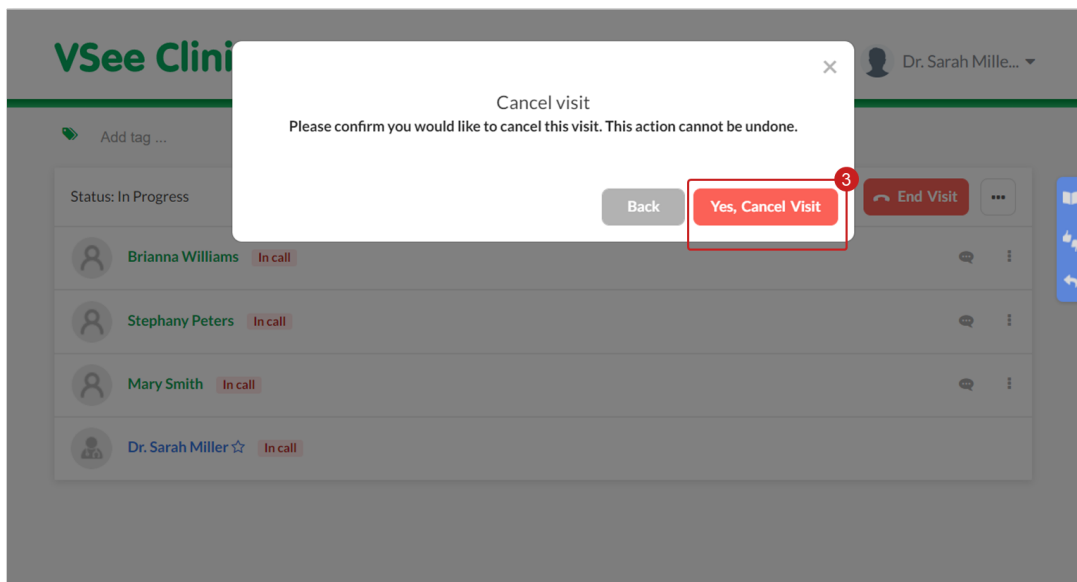 VSee Clini
Dr. Sarah Mille...
Cancel visit
Please confirm you would like to cancel this visit. This action cannot be undone.
Add tag ...
3
Back
Yes, Cancel Visit
Status: In Progress
End Visit
Brianna Williams In call
Stephany Peters In call
Mary Smith In call
Dr. Sarah Miller In call